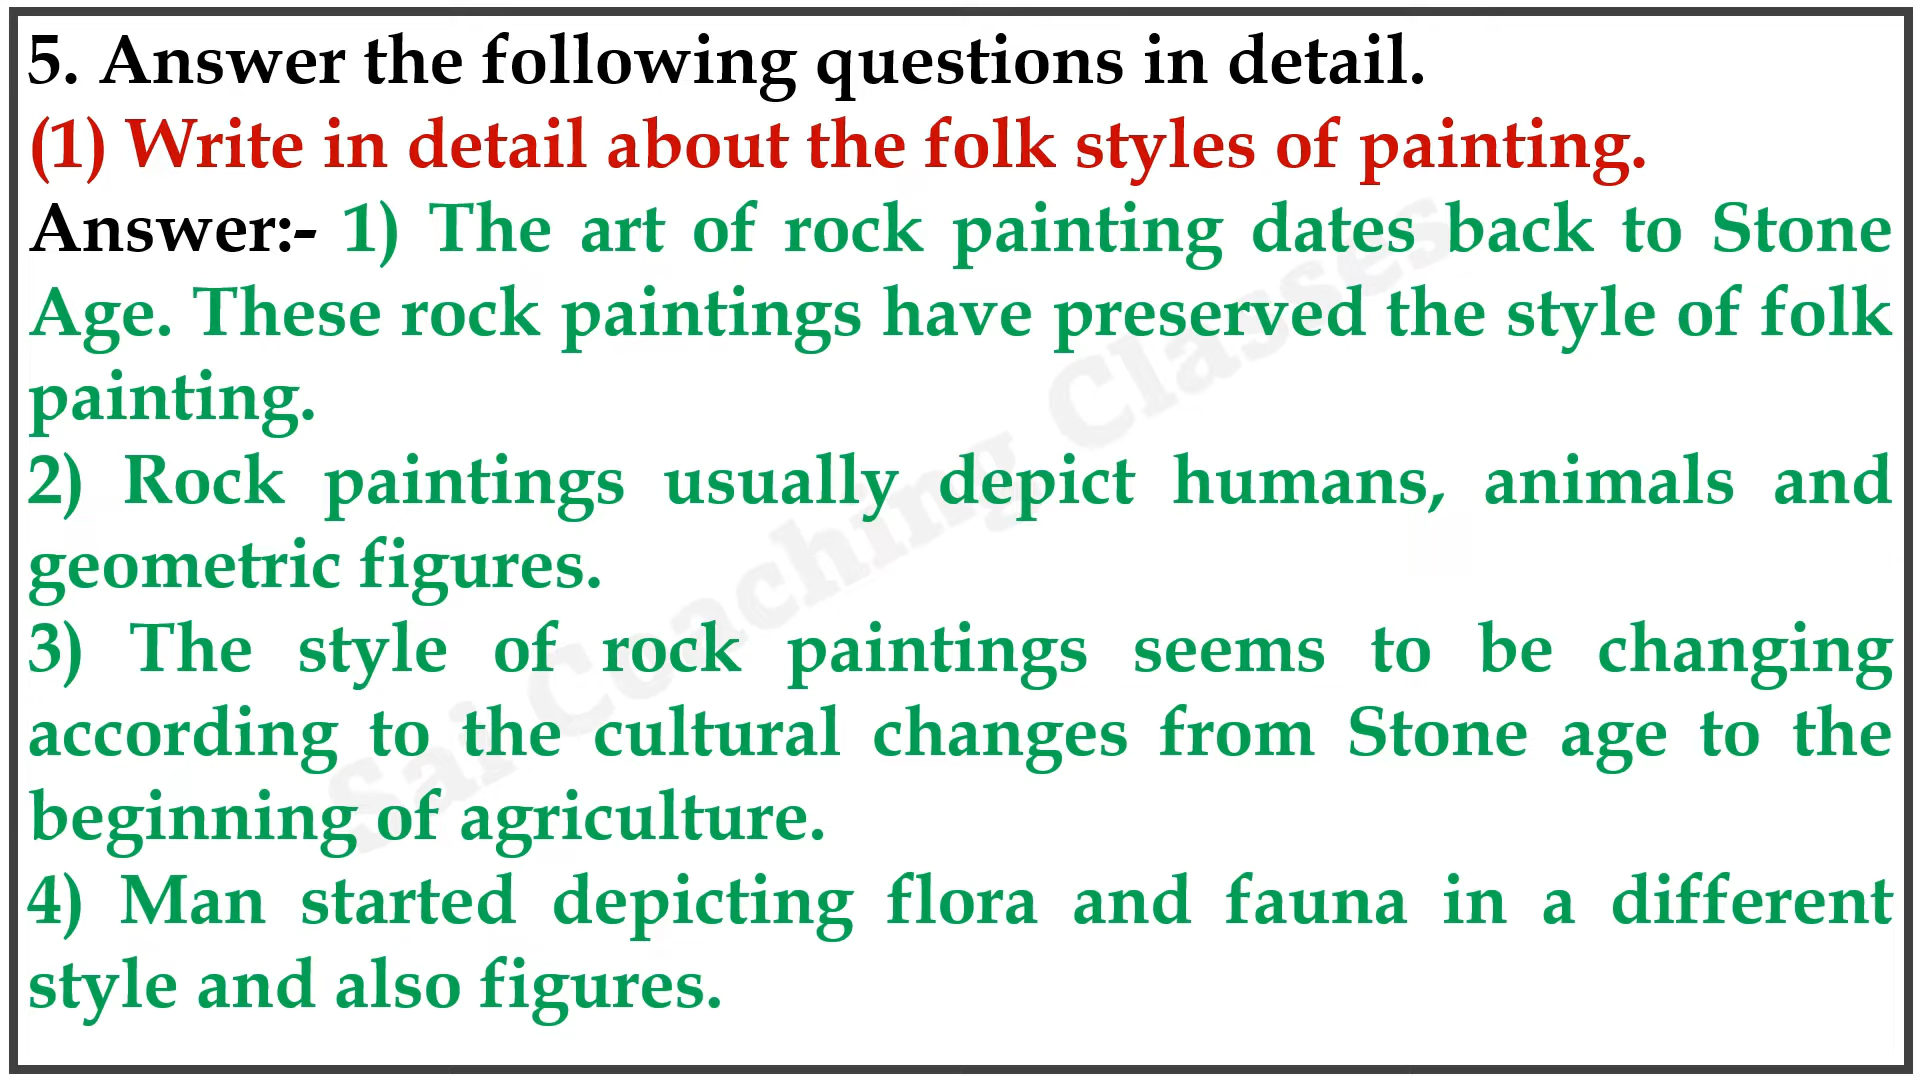 5. Answer the following questions in detail.
(1) Write in detail about the folk styles of painting.
Answer:- 1) The art of rock painting dates back to Stone
Age. These rock paintings have preserved the style of folk
painting.
2) Rock paintings usually depict humans, animals and
geometric figures.
3) The style of rock paintings seems to be changing
according to the cultural changes from Stone age to the
beginning of agriculture.
4) Man started depicting flora and fauna in a different
style and also figures.
Sai Coaching Classes